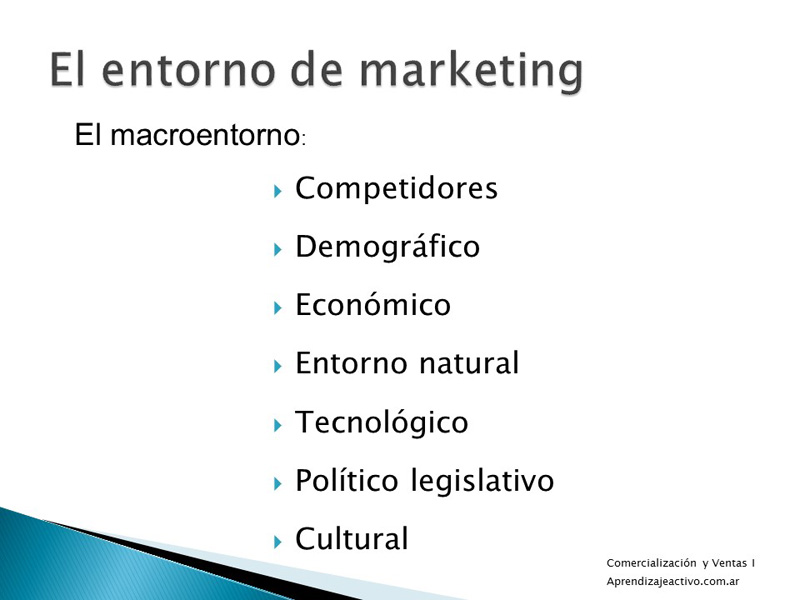 El entorno de marketing
El macroentorno:
Competidores
Demográfico
Económico
Entorno natural
Tecnológico
Político legislativo
Cultural
Comercialización y Ventas I
Aprendizajeactivo.com.ar